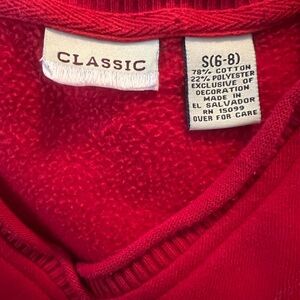 CLASSIC
S(6-8)
78% COTTON
22% POLYESTER
EXCLUSIVE OF
DECORATION
MADE IN
EL SALVADOR
RN 15099
OVER FOR CARE